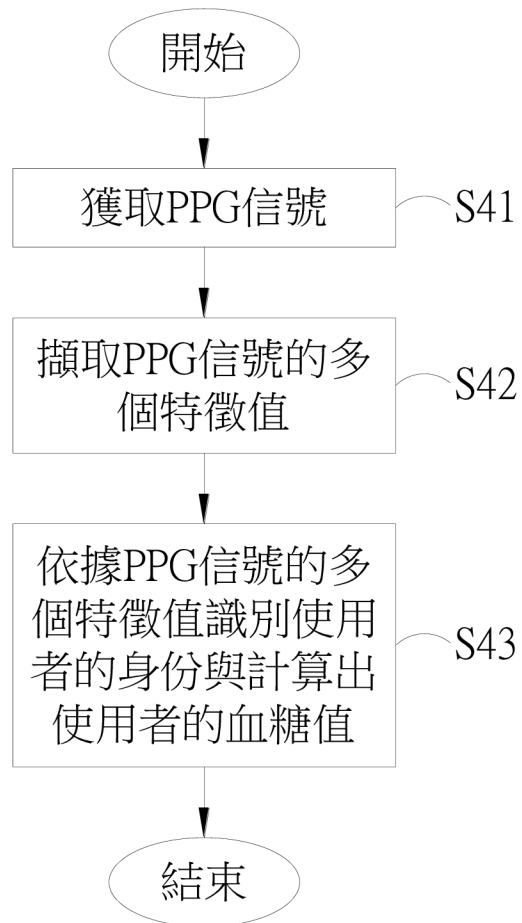 開始
獲取PPG信號
S41
擷取PPG信號的多
個特徵值
S42
依據PPG信號的多
個特徵值識別使用
者的身份與計算出
使用者的血糖值
S43
結束